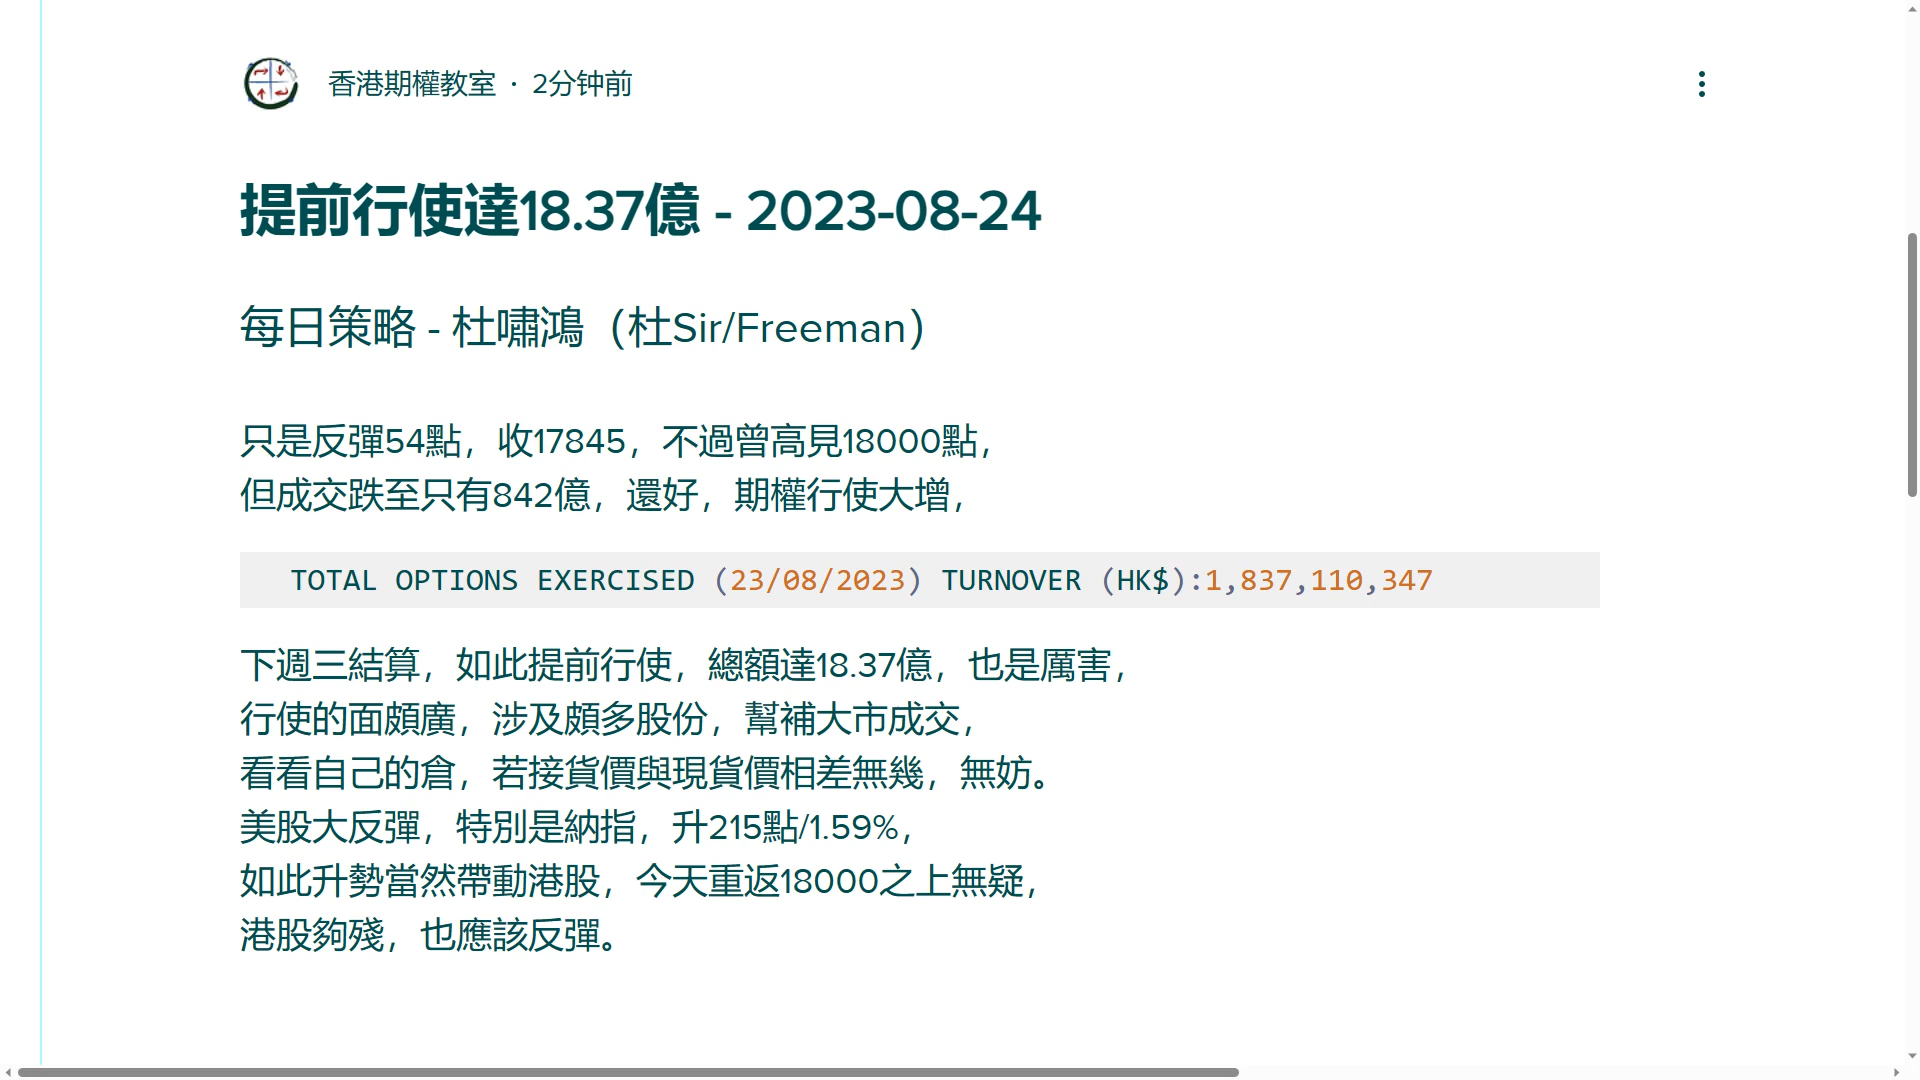 香港期權教室 · 2分钟前
提前行使達18.37億 - 2023-08-24
每日策略 - 杜嘯鴻（杜Sir/Freeman）
只是反彈54點，收17845，不過曾高見18000點，
但成交跌至只有842億，還好，期權行使大增，
TOTAL OPTIONS EXERCISED (23/08/2023) TURNOVER (HK$):1,837,110,347
下週三結算，如此提前行使，總額達18.37億，也是厲害，
行使的面頗廣，涉及頗多股份，幫補大市成交，
看看自己的倉，若接貨價與現貨價相差無幾，無妨。
美股大反彈，特別是納指，升215點/1.59%，
如此升勢當然帶動港股，今天重返18000之上無疑，
港股夠殘，也應該反彈。